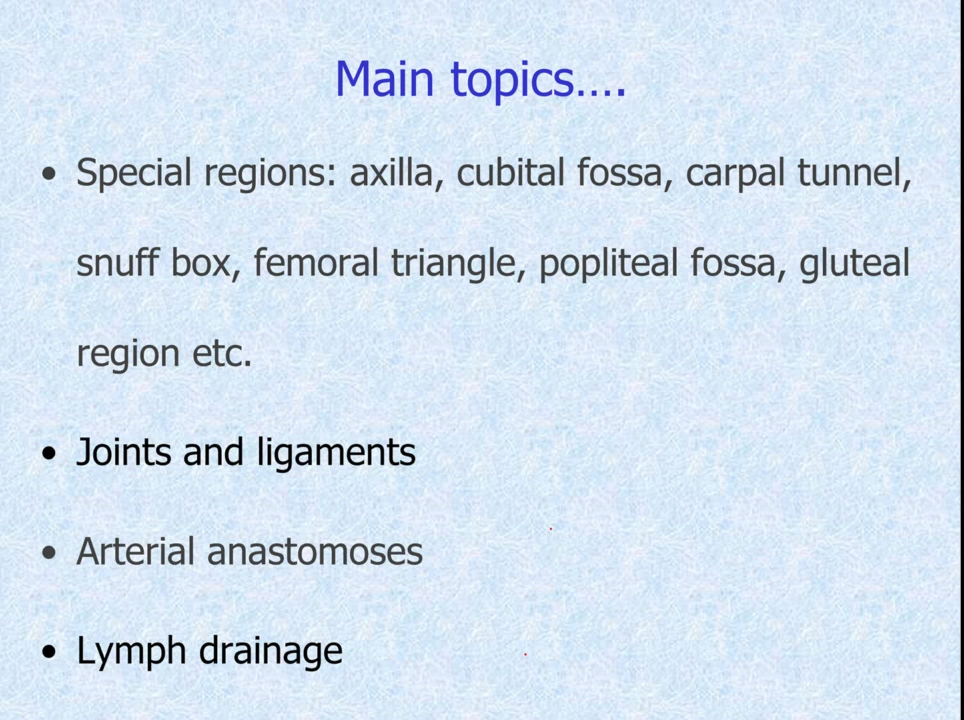 Main topics….
• Special regions: axilla, cubital fossa, carpal tunnel,
snuff box, femoral triangle, popliteal fossa, gluteal
region etc.
• Joints and ligaments
• Arterial anastomoses
• Lymph drainage